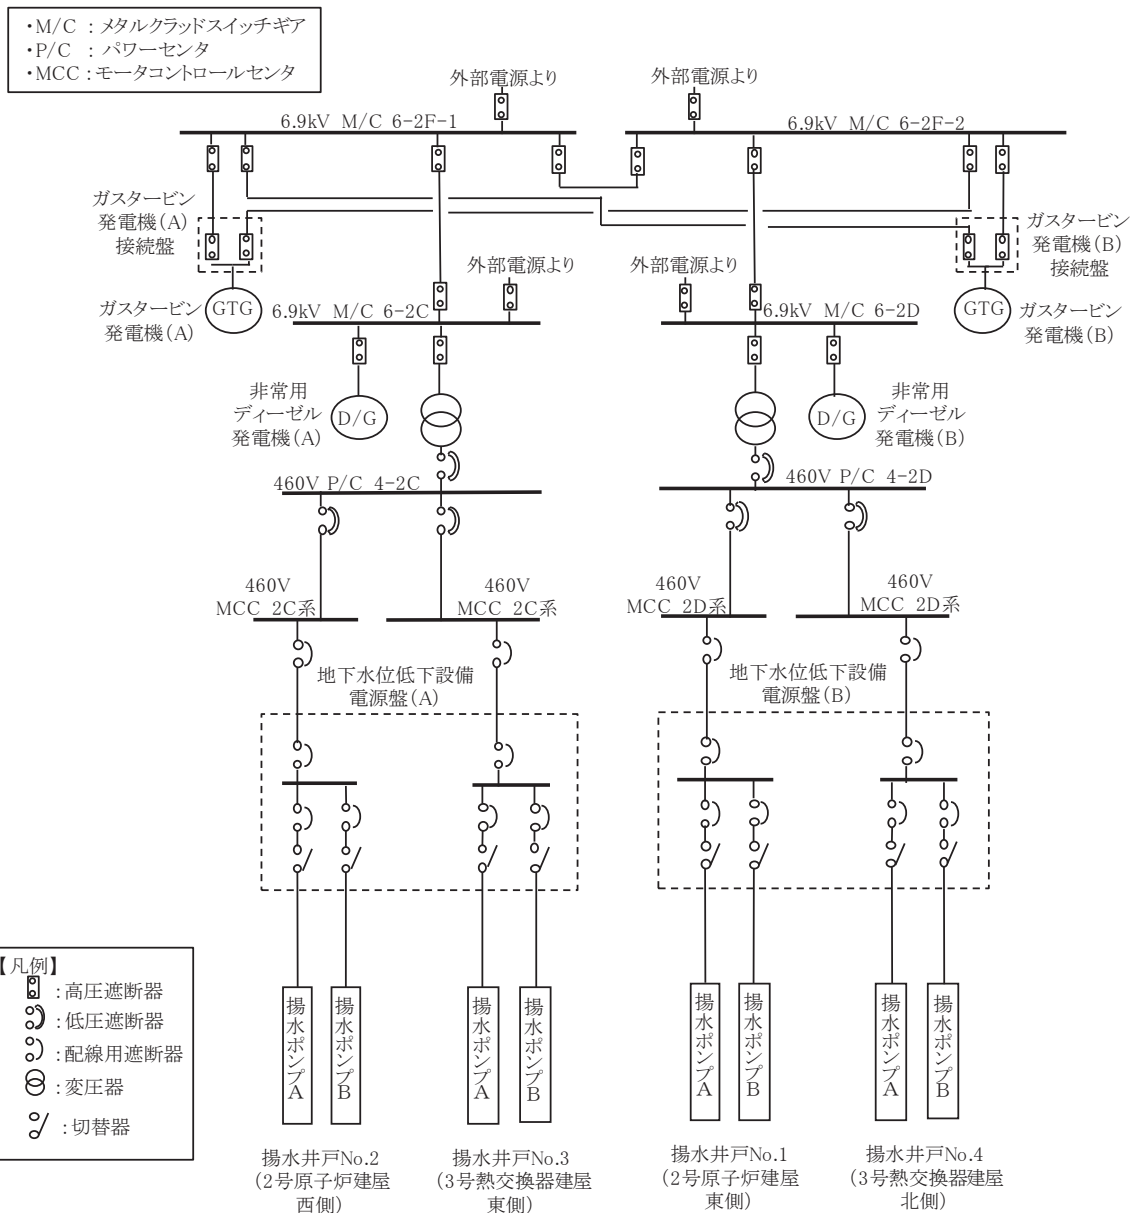 ・M/C ：メタルクラッドスイッチギア
・P/C ：パワーセンタ
・MCC：モータコントロールセンタ
外部電源より
外部電源より
6.9kV M/C 6-2F-1
6.9kV M/C 6-2F-2
ガスタービン
発電機(A)
接続盤
ガスタービン
発電機(B)
接続盤
外部電源より
外部電源より
ガスタービン
発電機(A)
GTG
6.9kV M/C 6-2C
6.9kV M/C 6-2D
GTG
ガスタービン
発電機(B)
非常用
ディーゼル
発電機(A)
D/G
D/G
非常用
ディーゼル
発電機(B)
460V P/C 4-2C
460V P/C 4-2D
460V
MCC 2C系
460V
MCC 2C系
460V
MCC 2D系
460V
MCC 2D系
地下水位低下設備
電源盤(A)
地下水位低下設備
電源盤(B)
【凡例】
：高圧遮断器
：低圧遮断器
：配線用遮断器
：変圧器
：切替器
揚水ポンプA
揚水ポンプB
揚水ポンプA
揚水ポンプB
揚水ポンプA
揚水ポンプB
揚水ポンプA
揚水ポンプB
揚水井戸No.2
(2号原子炉建屋
西側)
揚水井戸No.3
(3号熱交換器建屋
東側)
揚水井戸No.1
(2号原子炉建屋
東側)
揚水井戸No.4
(3号熱交換器建屋
北側)